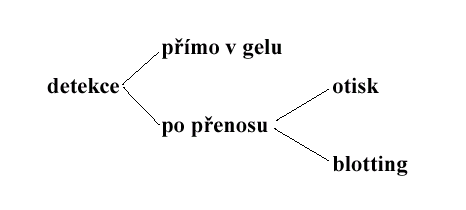 přímo v gelu
detekce
otisk
po přenosu
blotting